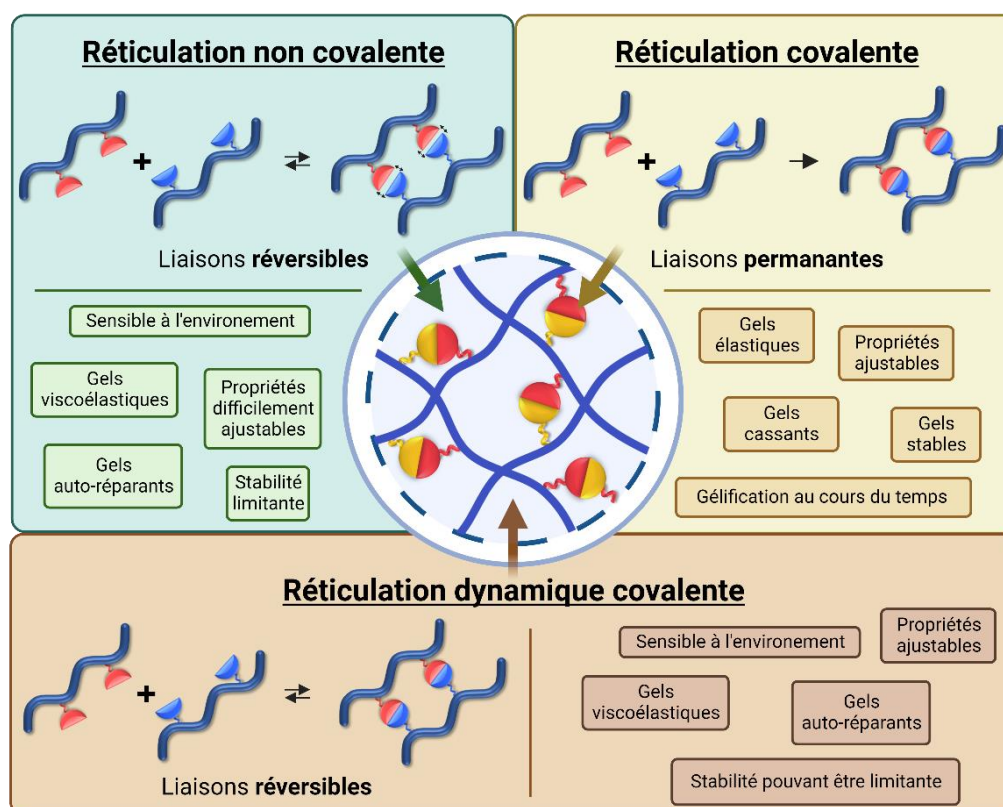 Réticulation non covalente
+
Liaisons réversibles
Sensible à l'environement
Gels
viscoélastiques
Propriétés
difficilement
ajustables
Gels
auto-réparants
Stabilité
limitante
Réticulation covalente
+
Liaisons permanantes
Gels
élastiques
Propriétés
ajustables
Gels
cassants
Gels
stables
Gélification au cours du temps
Réticulation dynamique covalente
+
Liaisons réversibles
Sensible à l'environement
Propriétés
ajustables
Gels
viscoélastiques
Gels
auto-réparants
Stabilité pouvant être limitante